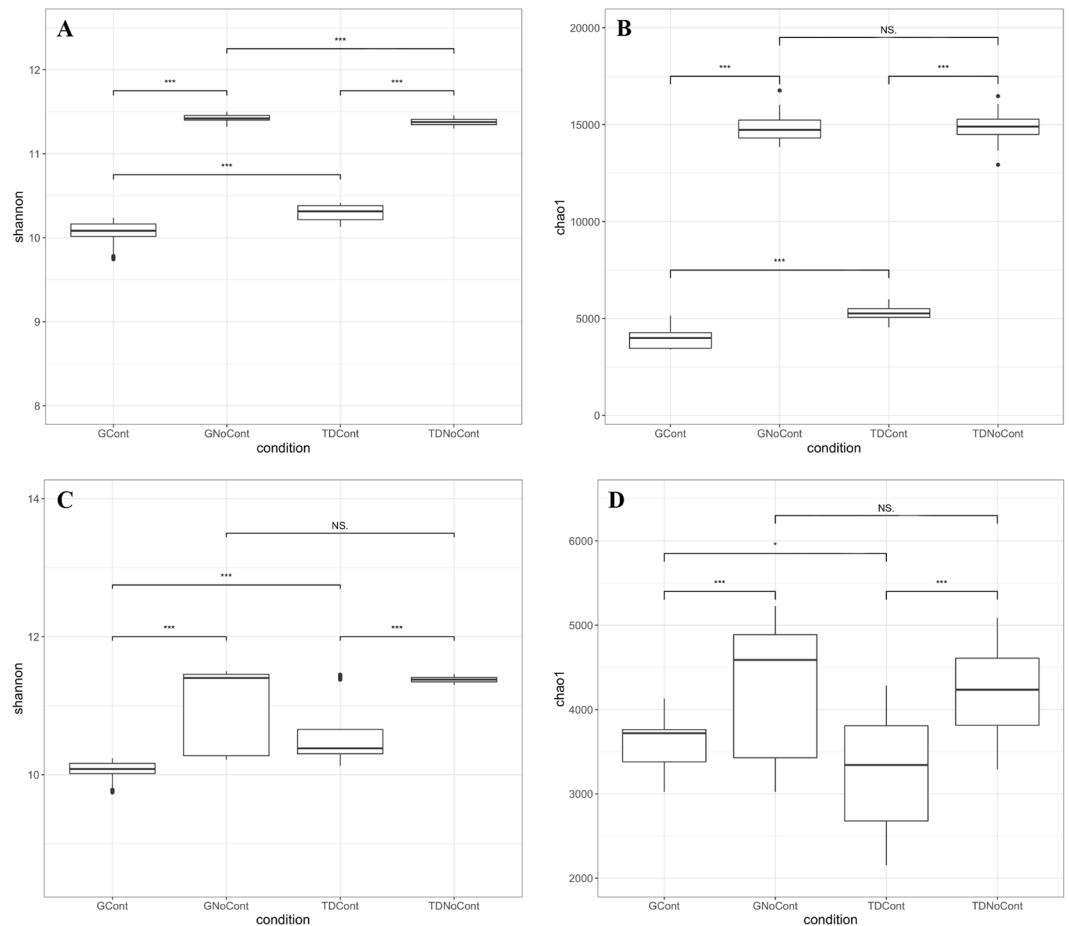 A
***
***
***
***
12
11
10
9
8
shannon
GCont GNoCont TDCont TDNoCont
condition
B
NS.
***
***
***
20000
15000
10000
5000
0
chao1
GCont GNoCont TDCont TDNoCont
condition
C
NS.
***
***
***
14
12
10
shannon
GCont GNoCont TDCont TDNoCont
condition
D
NS.
*
***
***
6000
5000
4000
3000
2000
chao1
GCont GNoCont TDCont TDNoCont
condition